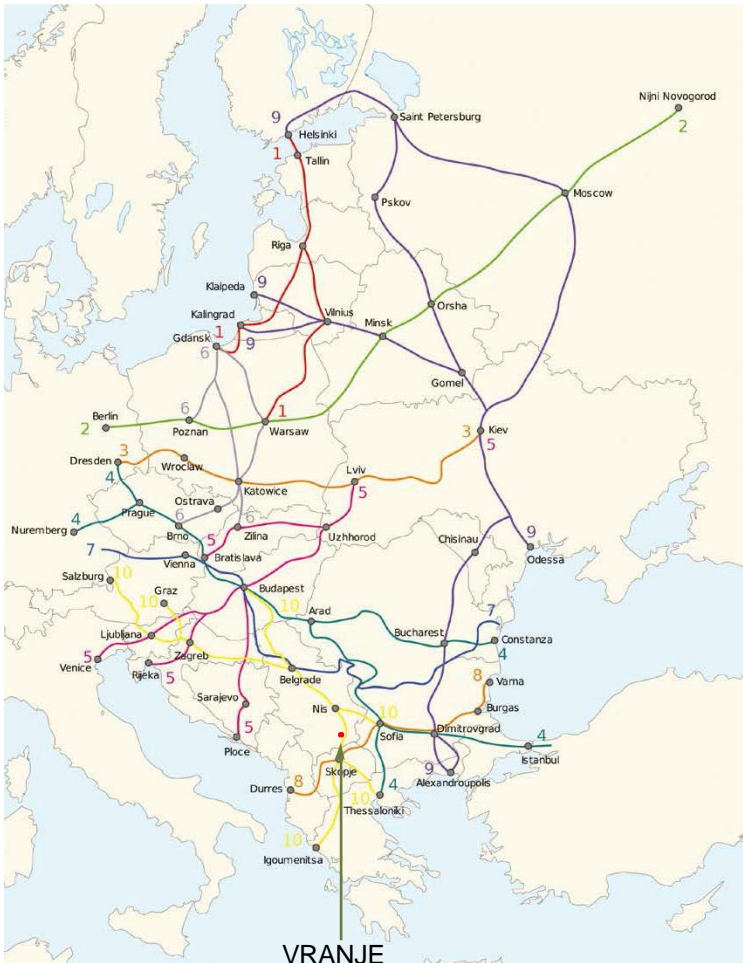 Nijni Novogorod
2
9
Saint Petersburg
Helsinki
1
Tallin
Moscow
Pskov
Riga
Klaipeda
9
Orsha
Kalingrad
Vilnius
Minsk
Gdansk
1
9
6
Gomel
6
1
Berlin
2
Poznan
Warsaw
3
Kiev
5
Dresden
3
4
Wroclaw
Lviv
5
Katowice
Ostrava
Prague
4
Nuremberg
6
Brno
5
6
Zilina
Uzhhorod
Chisinau
9
Odessa
7
Vienna
Bratislava
Salzburg
10
Graz
10
Budapest
10
Arad
7
Ljubljana
Bucharest
Constanza
4
Zagreb
Venice
5
Rijeka
5
Belgrade
8
Varna
Sarajevo
Nis
10
Burgas
5
Sofia
Dimitrovgrad
4
Ploce
Istanbul
Skopje
9
Alexandroupolis
Durres
8
10
4
Thessaloniki
10
Igoumenitsa
VRANJE